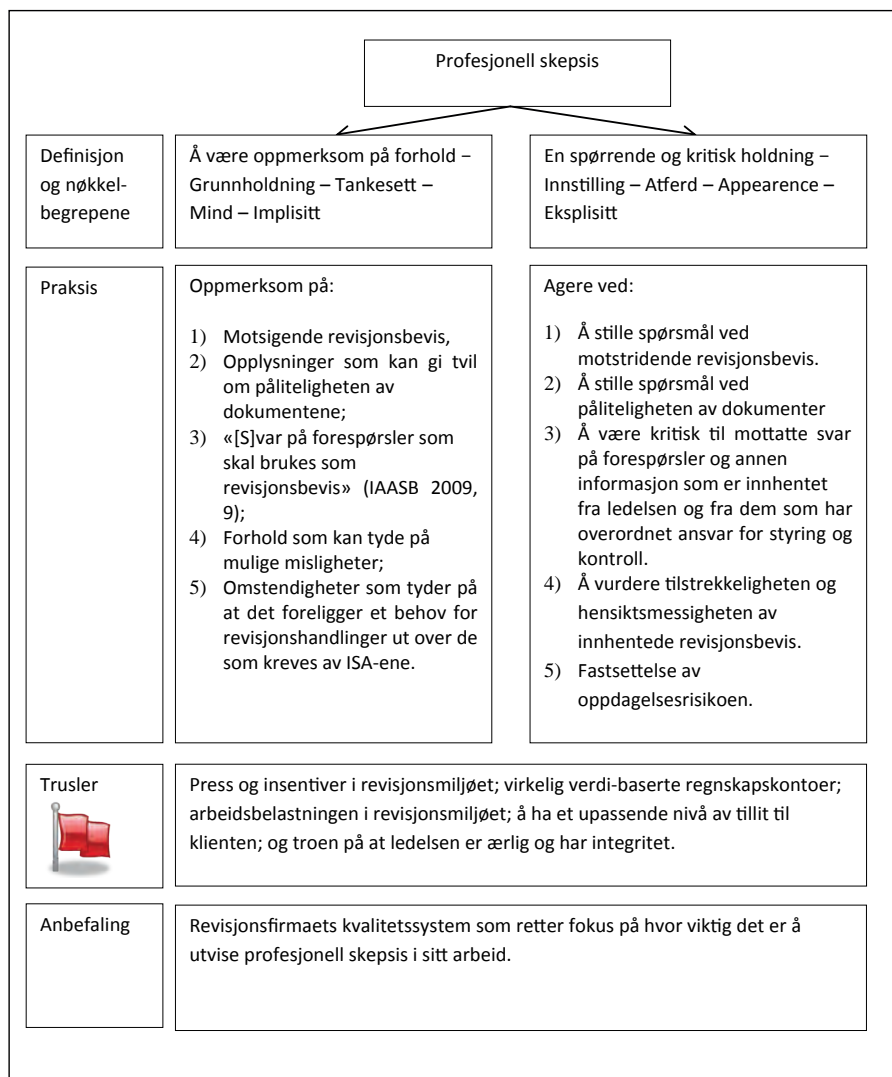 Profesjonell skepsis
Definisjon
og nøkkel-
begrepene
Å være oppmerksom på forhold –
Grunnholdning – Tankesett –
Mind – Implisitt
En spørrende og kritisk holdning –
Innstilling – Atferd – Appearence –
Eksplisitt
Praksis
Oppmerksom på:
1) Motsigende revisjonsbevis,
2) Opplysninger som kan gi tvil
om påliteligheten av
dokumentene;
3) «[S]var på forespørsler som
skal brukes som
revisjonsbevis» (IAASB 2009,
9);
4) Forhold som kan tyde på
mulige misligheter;
5) Omstendigheter som tyder på
at det foreligger et behov for
revisjonshandlinger ut over de
som kreves av ISA-ene.
Agere ved:
1) Å stille spørsmål ved
motstridende revisjonsbevis.
2) Å stille spørsmål ved
påliteligheten av dokumenter
3) Å være kritisk til mottatte svar
på forespørsler og annen
informasjon som er innhentet
fra ledelsen og fra dem som har
overordnet ansvar for styring og
kontroll.
4) Å vurdere tilstrekkeligheten og
hensiktsmessigheten av
innhentede revisjonsbevis.
5) Fastsettelse av
oppdagelsesrisikoen.
Trusler
Press og insentiver i revisjonsmiljøet; virkelig verdi-baserte regnskapskontoer;
arbeidsbelastningen i revisjonsmiljøet; å ha et upassende nivå av tillit til
klienten; og troen på at ledelsen er ærlig og har integritet.
Anbefaling
Revisjonsfirmaets kvalitetssystem som retter fokus på hvor viktig det er å
utvise profesjonell skepsis i sitt arbeid.